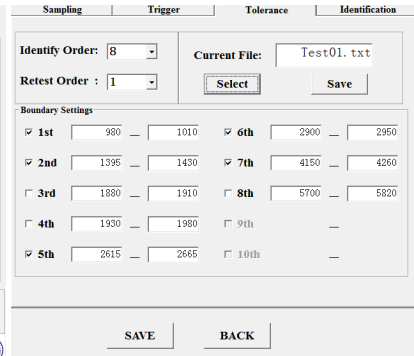 Sampling Trigger Tolerance Identification
Identify Order: 8 Current File: Test01.txt
Retest Order : 1 Select Save
Boundary Settings
1st 980 — 1010 6th 2900 — 2950
2nd 1395 — 1430 7th 4150 — 4260
3rd 1880 — 1910 8th 5700 — 5820
4th 1930 — 1980 9th —
5th 2615 — 2665 10th —
SAVE BACK